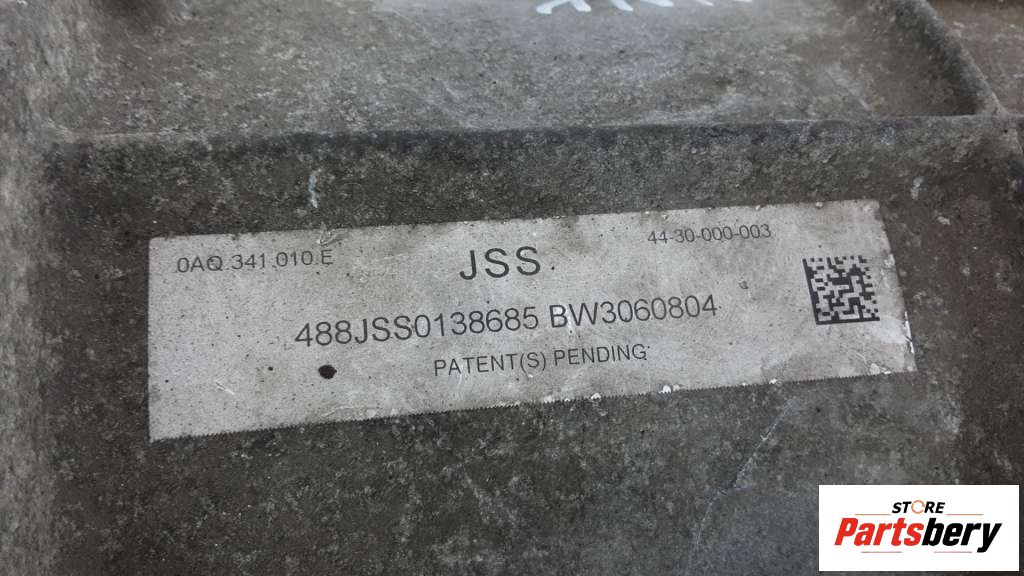 0AQ.341.010.E
JSS
44-30-000-003
488JSS0138685 BW3060804
PATENT(S) PENDING
STORE
Partsbery